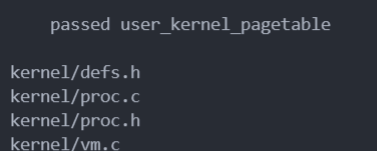 passed user_kernel_pagetable
kernel/defs.h
kernel/proc.c
kernel/proc.h
kernel/vm.c